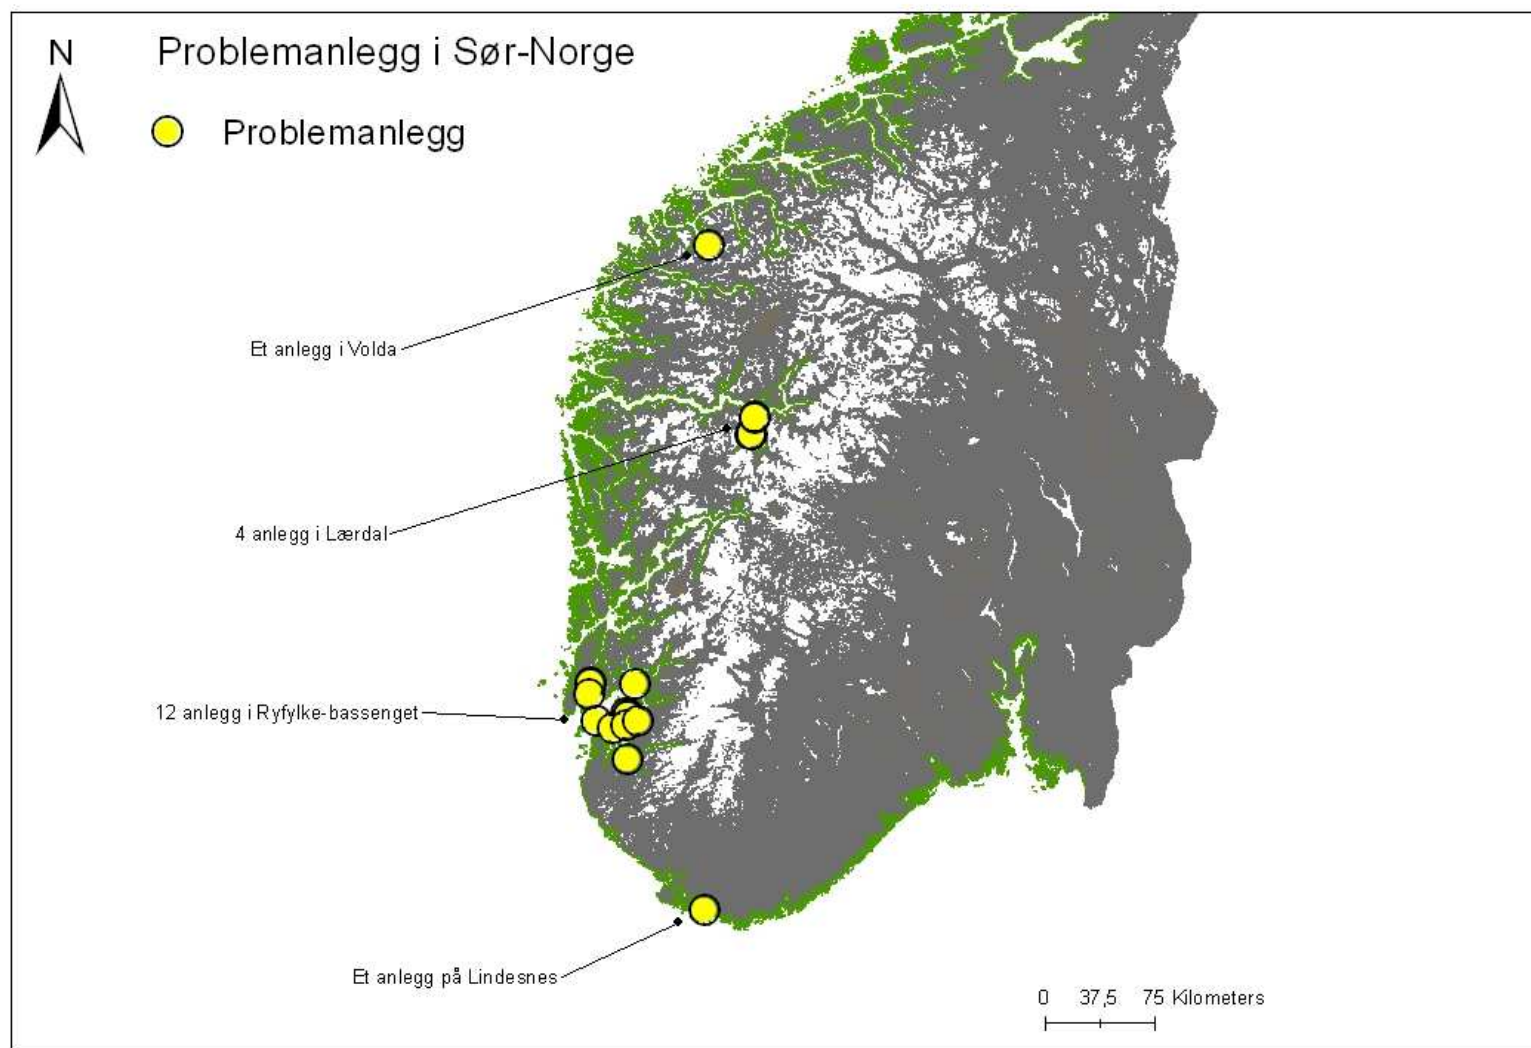 N
Problemanlegg i Sør-Norge
Problemanlegg
Et anlegg i Volda
4 anlegg i Lærdal
12 anlegg i Ryfylke-bassenget
Et anlegg på Lindesnes
0 37,5 75 Kilometers